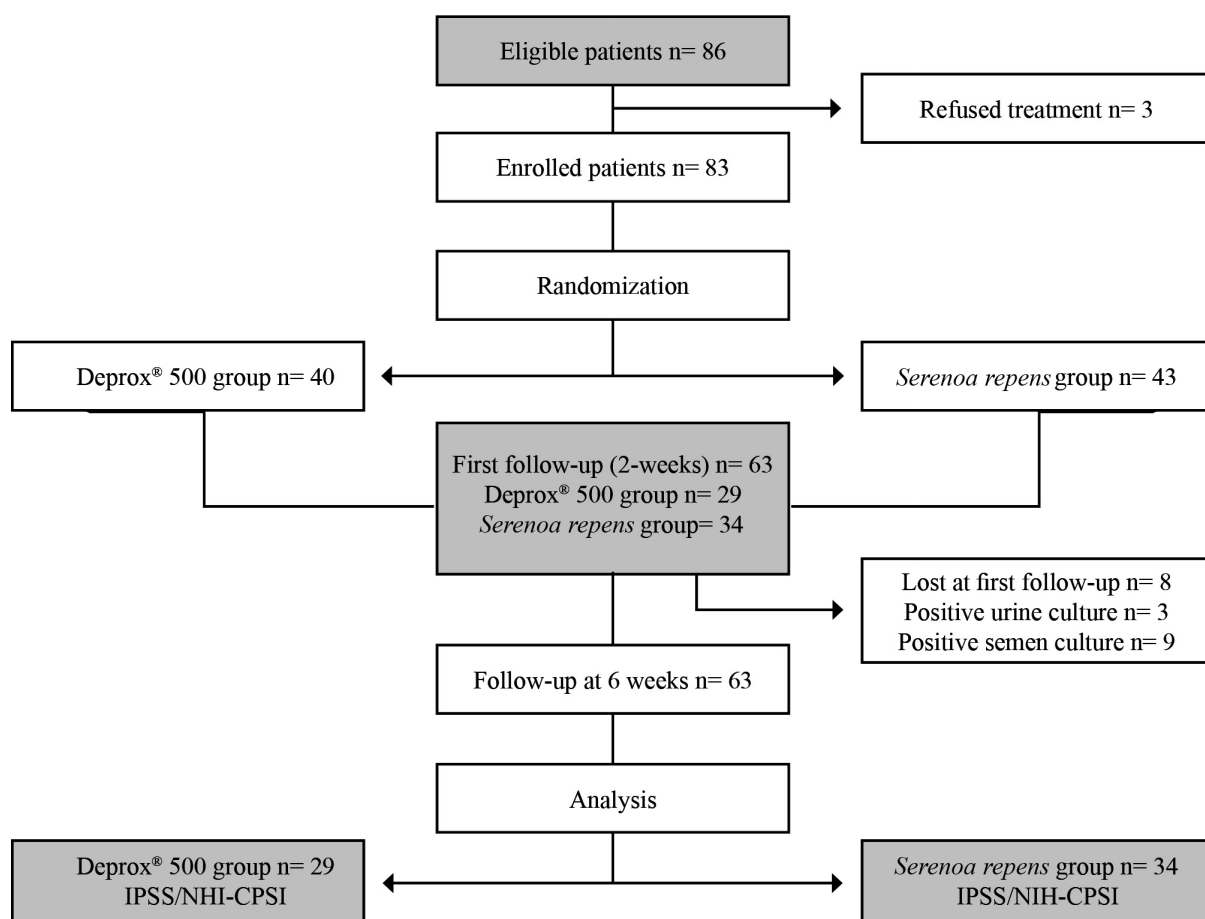 Eligible patients n= 86
Refused treatment n= 3
Enrolled patients n= 83
Randomization
Deprox® 500 group n= 40
Serenoa repens group n= 43
First follow-up (2-weeks) n= 63
Deprox® 500 group n= 29
Serenoa repens group= 34
Lost at first follow-up n= 8
Positive urine culture n= 3
Positive semen culture n= 9
Follow-up at 6 weeks n= 63
Analysis
Deprox® 500 group n= 29
IPSS/NHI-CPSI
Serenoa repens group n= 34
IPSS/NIH-CPSI